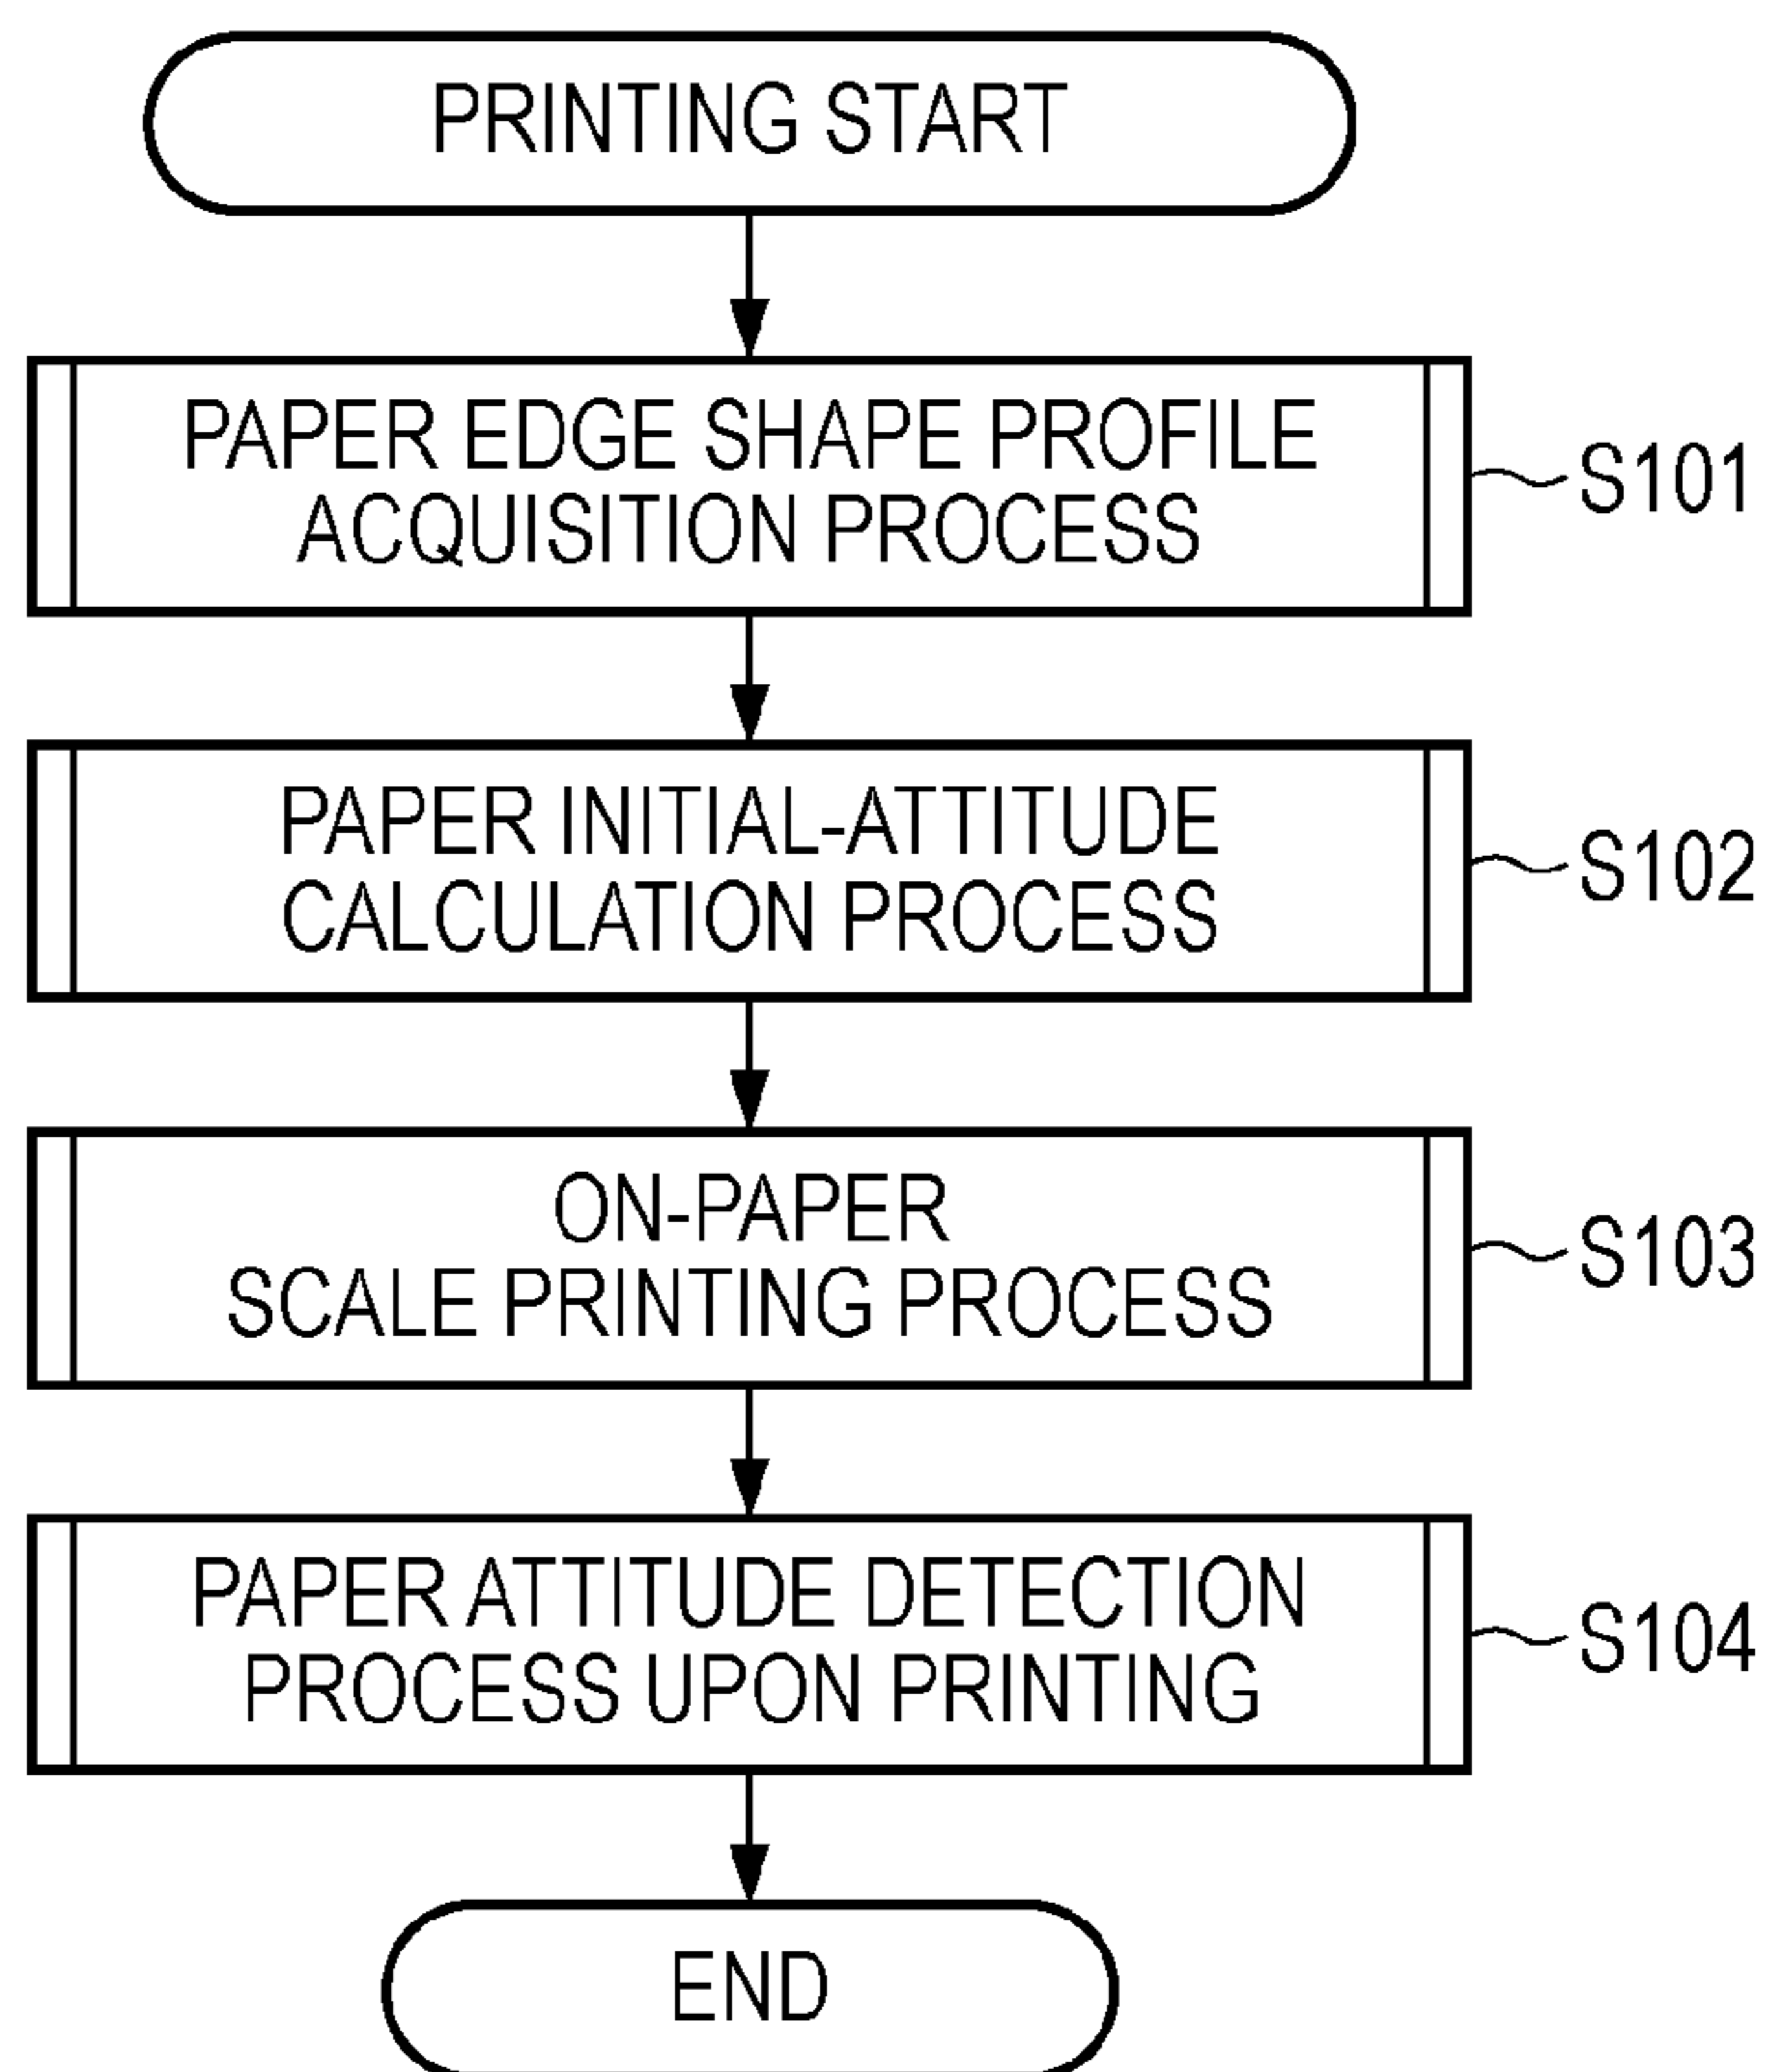 PRINTING START
PAPER EDGE SHAPE PROFILE
ACQUISITION PROCESS
S101
PAPER INITIAL-ATTITUDE
CALCULATION PROCESS
S102
ON-PAPER
SCALE PRINTING PROCESS
S103
PAPER ATTITUDE DETECTION
PROCESS UPON PRINTING
S104
END